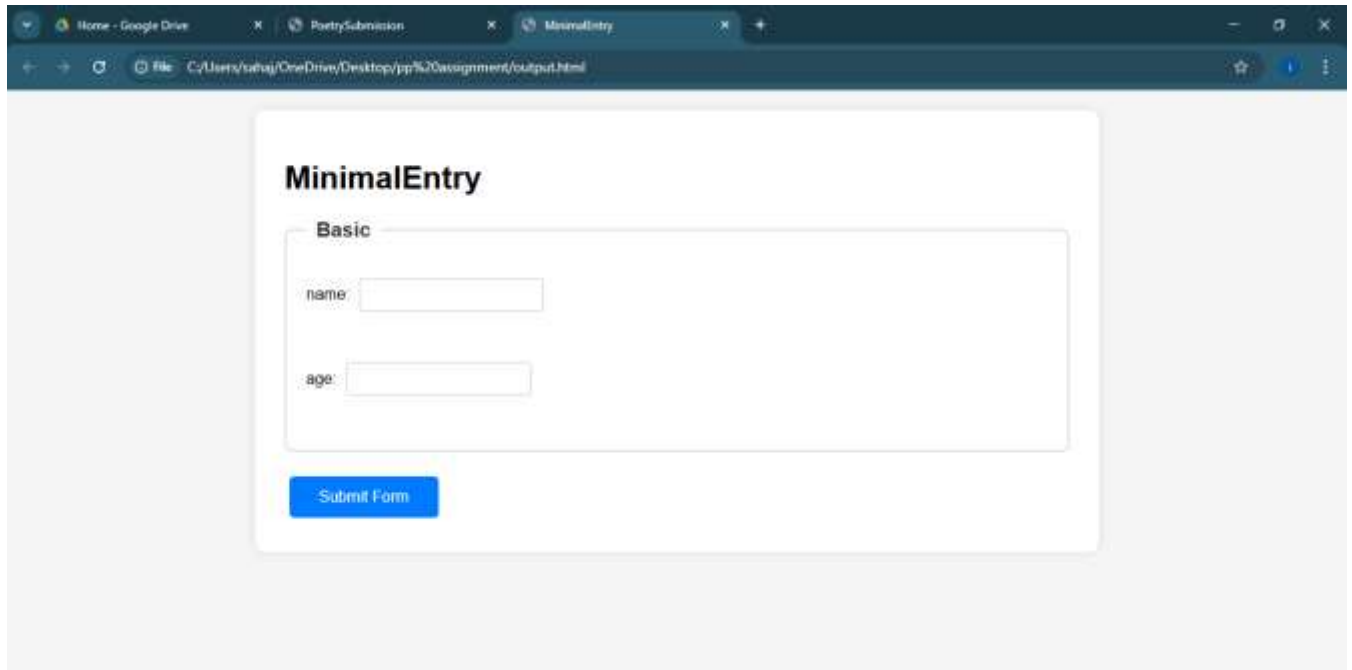 Home - Google Drive
PoetrySubmission
MinimalEntry
File C:/Users/sahaj/OneDrive/Desktop/pp%20assignment/output.html
MinimalEntry
Basic
name:
age:
Submit Form